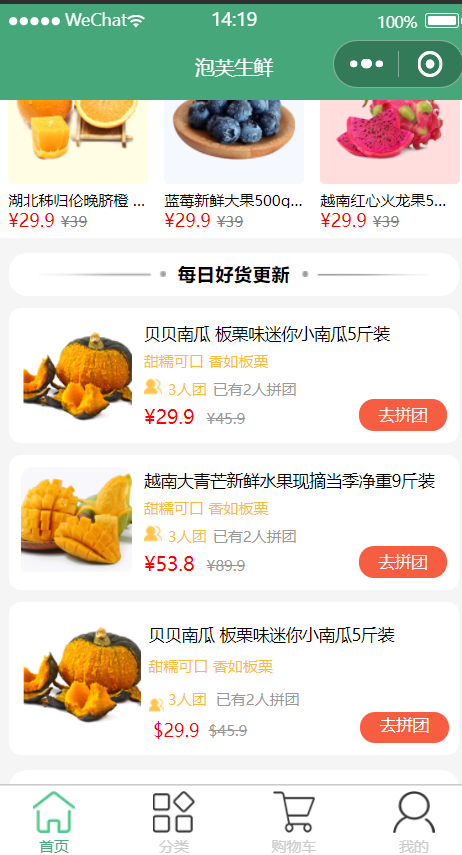 WeChat 14:19 100%
泡芙生鲜
湖北秭归伦晚脐橙 ... 蓝莓新鲜大果500g... 越南红心火龙果5...
¥29.9 ¥39 ¥29.9 ¥39 ¥29.9 ¥39
每日好货更新
贝贝南瓜 板栗味迷你小南瓜5斤装
甜糯可口 香如板栗
3人团 已有2人拼团
¥29.9 ¥45.9 去拼团
越南大青芒新鲜水果现摘当季净重9斤装
甜糯可口 香如板栗
3人团 已有2人拼团
¥53.8 ¥89.9 去拼团
贝贝南瓜 板栗味迷你小南瓜5斤装
甜糯可口 香如板栗
3人团 已有2人拼团
$29.9 $45.9 去拼团
首页 分类 购物车 我的